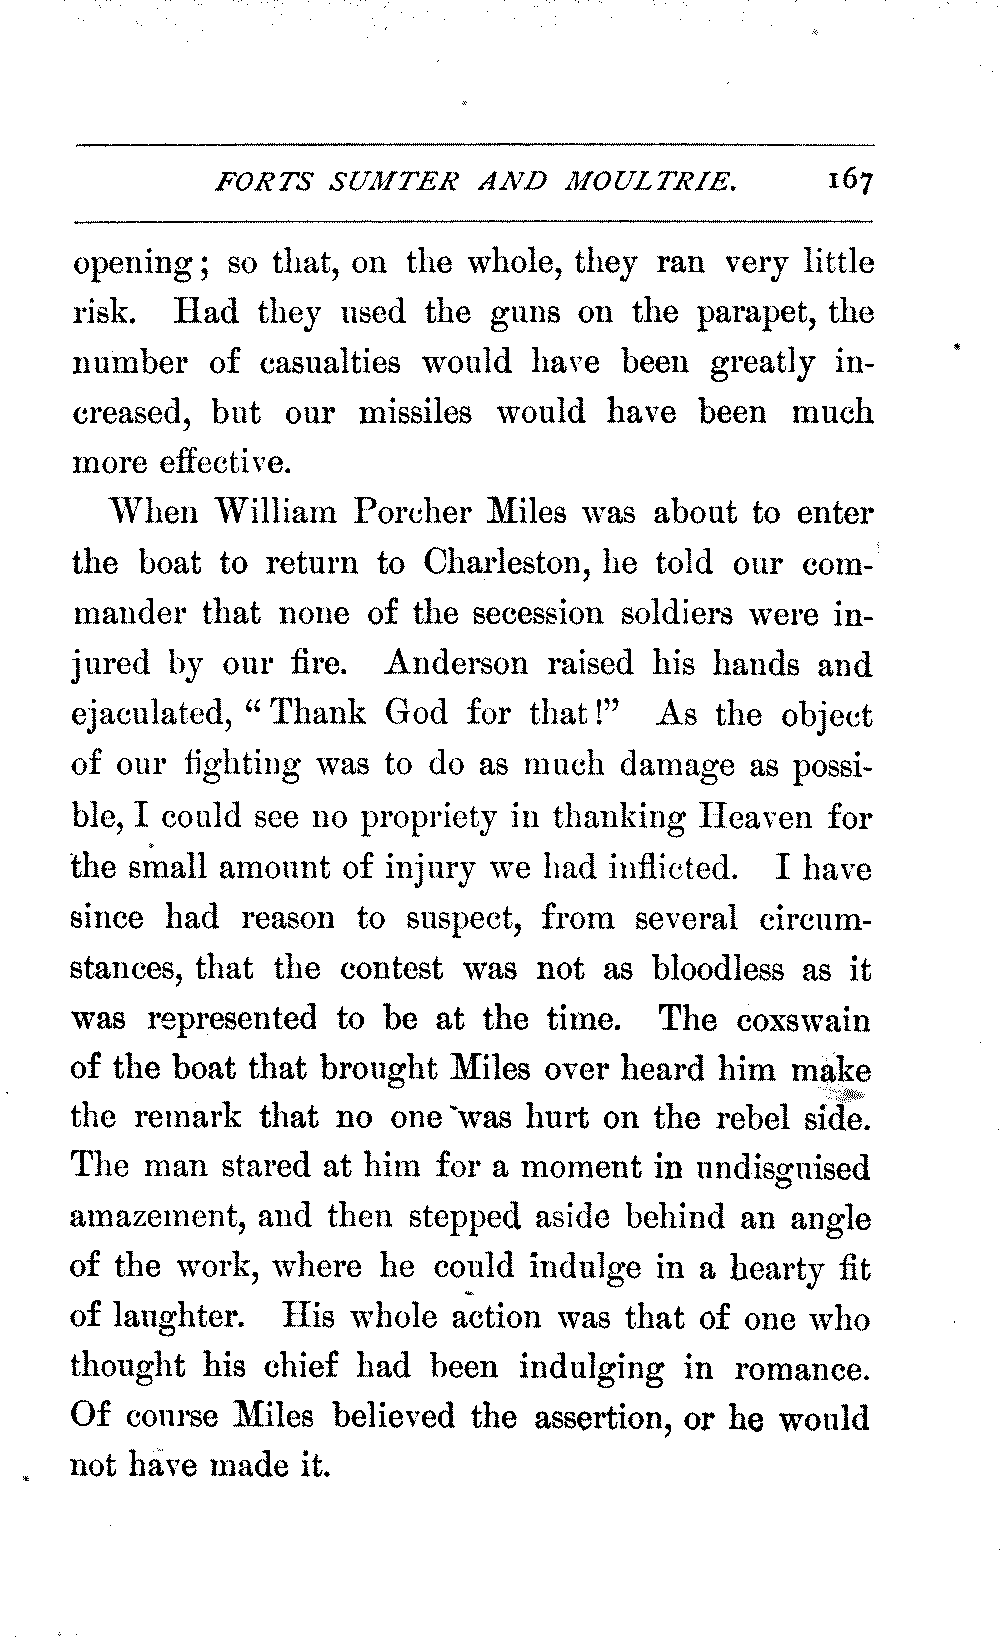 FORTS SUMTER AND MOULTRIE. 167
opening; so that, on the whole, they ran very little
risk. Had they used the guns on the parapet, the
number of casualties would have been greatly in-
creased, but our missiles would have been much
more effective.
When William Porcher Miles was about to enter
the boat to return to Charleston, he told our com-
mander that none of the secession soldiers were in-
jured by our fire. Anderson raised his hands and
ejaculated, “Thank God for that!” As the object
of our fighting was to do as much damage as possi-
ble, I could see no propriety in thanking Heaven for
the small amount of injury we had inflicted. I have
since had reason to suspect, from several circum-
stances, that the contest was not as bloodless as it
was represented to be at the time. The coxswain
of the boat that brought Miles over heard him make
the remark that no one was hurt on the rebel side.
The man stared at him for a moment in undisguised
amazement, and then stepped aside behind an angle
of the work, where he could indulge in a hearty fit
of laughter. His whole action was that of one who
thought his chief had been indulging in romance.
Of course Miles believed the assertion, or he would
not have made it.